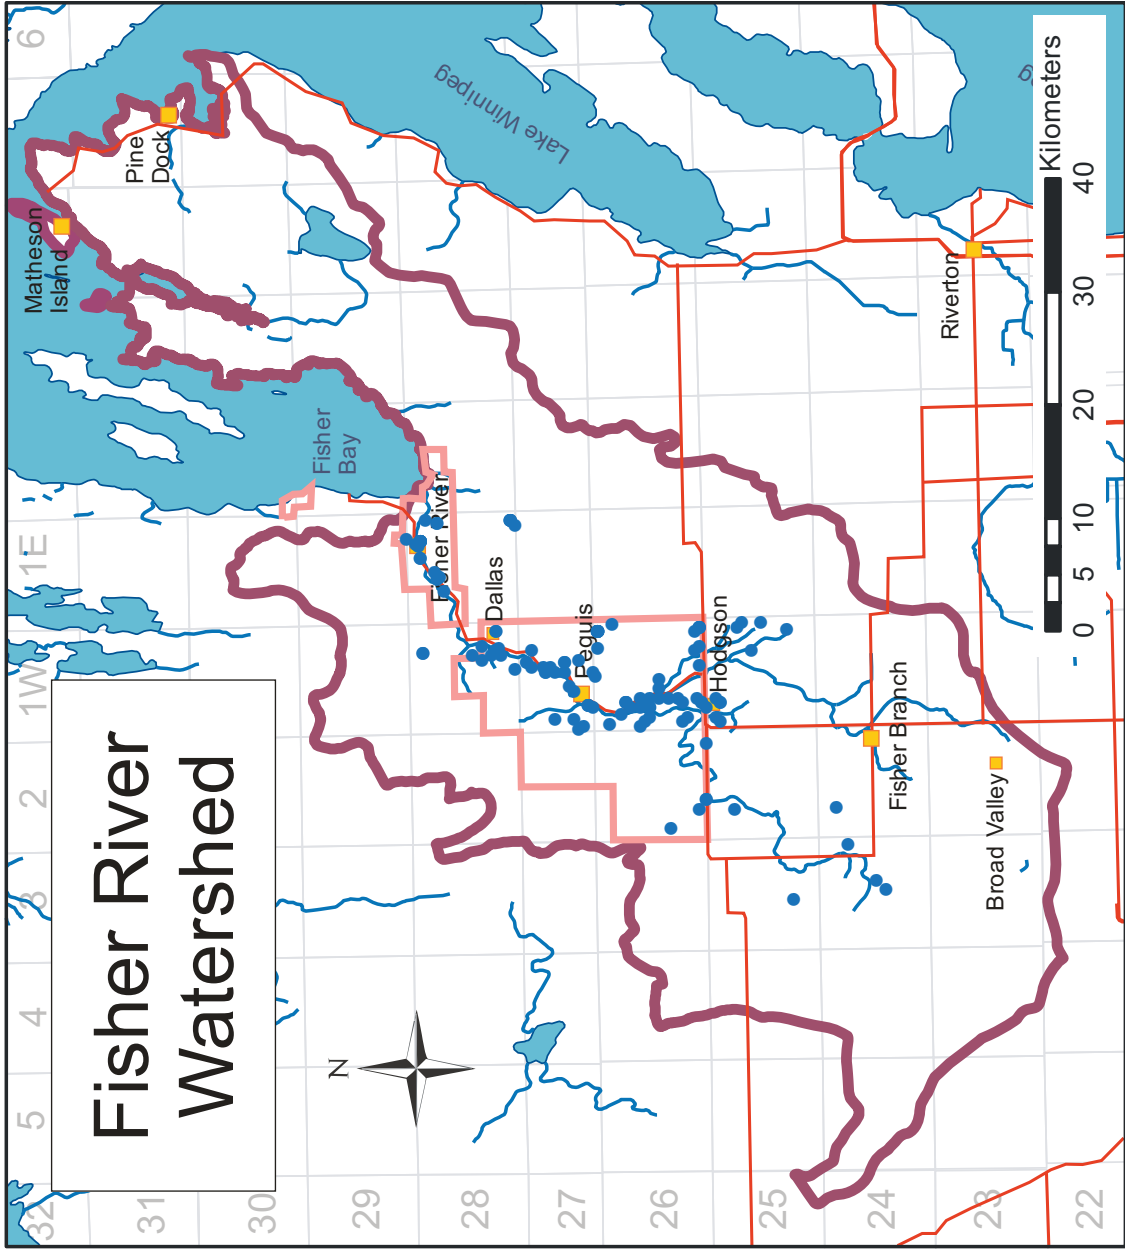 Fisher River
Watershed
N
Matheson
Island
Pine
Dock
Lake Winnipeg
Fisher
Bay
Fisher River
Dallas
Peguis
Hodgson
Fisher Branch
Broad Valley
Riverton
g
5
4
3
2
1W
1E
6
32
31
30
29
28
27
26
25
24
23
22
0 5 10 20 30 40
Kilometers